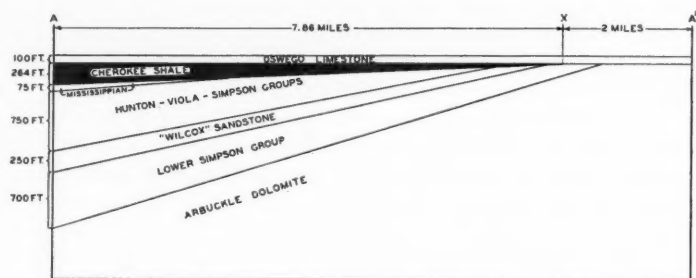 A X A'
7.86 MILES 2 MILES
100 FT. OSWEGO LIMESTONE
264 FT. CHEROKEE SHALE
75 FT. MISSISSIPPIAN
HUNTON - VIOLA - SIMPSON GROUPS
750 FT. "WILCOX" SANDSTONE
250 FT. LOWER SIMPSON GROUP
700 FT. ARBUCKLE DOLOMITE